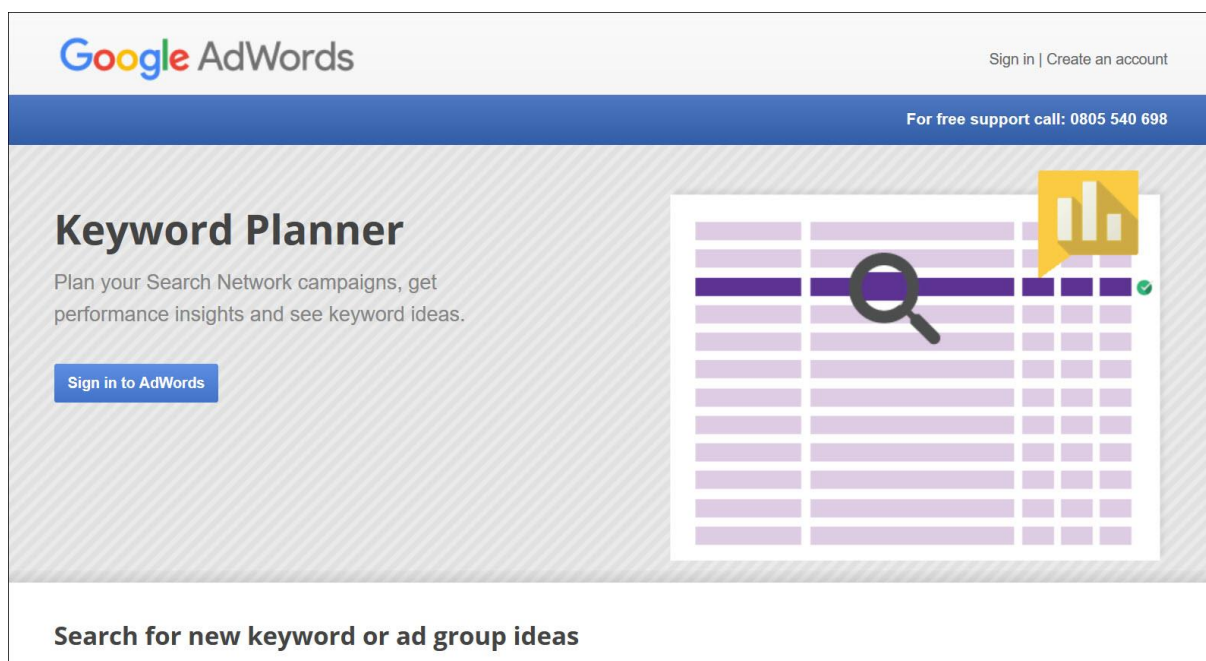 Google AdWords
Sign in | Create an account
For free support call: 0805 540 698
Keyword Planner
Plan your Search Network campaigns, get
performance insights and see keyword ideas.
Sign in to AdWords
Search for new keyword or ad group ideas